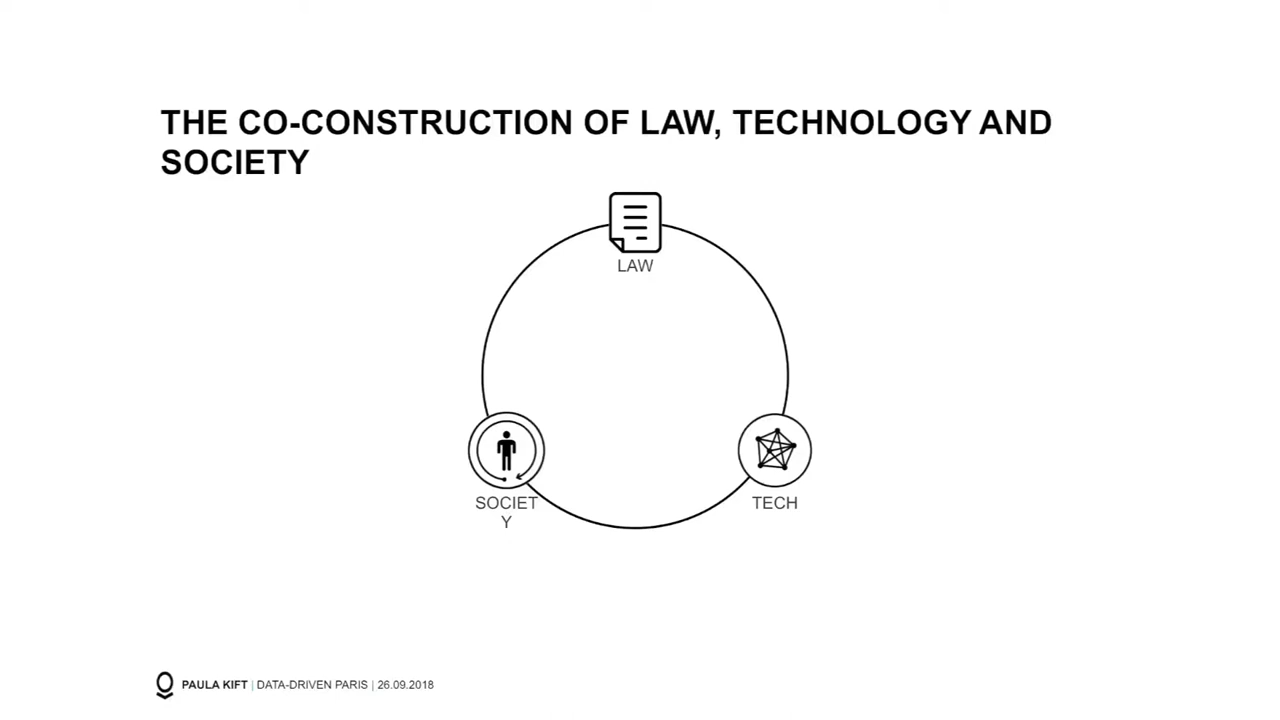 THE CO-CONSTRUCTION OF LAW, TECHNOLOGY AND
SOCIETY
LAW
SOCIET
Y
TECH
PAULA KIFT | DATA-DRIVEN PARIS | 26.09.2018